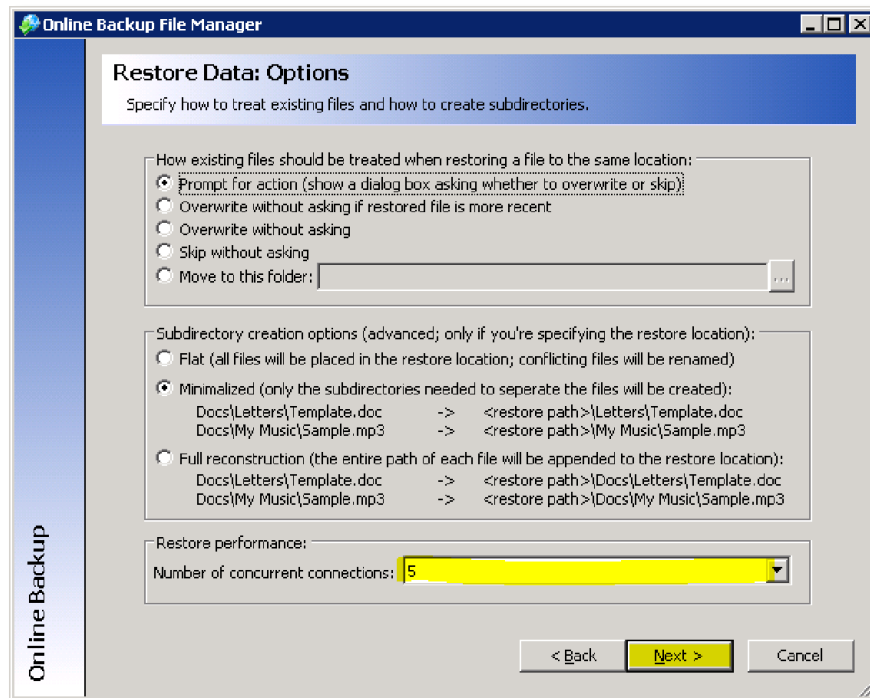 Online Backup File Manager
Restore Data: Options
Specify how to treat existing files and how to create subdirectories.
How existing files should be treated when restoring a file to the same location:
Prompt for action (show a dialog box asking whether to overwrite or skip)
Overwrite without asking if restored file is more recent
Overwrite without asking
Skip without asking
Move to this folder:
...
Subdirectory creation options (advanced; only if you're specifying the restore location):
Flat (all files will be placed in the restore location; conflicting files will be renamed)
Minimalized (only the subdirectories needed to seperate the files will be created):
Docs\Letters\Template.doc -> <restore path>\Letters\Template.doc
Docs\My Music\Sample.mp3 -> <restore path>\My Music\Sample.mp3
Full reconstruction (the entire path of each file will be appended to the restore location):
Docs\Letters\Template.doc -> <restore path>\Docs\Letters\Template.doc
Docs\My Music\Sample.mp3 -> <restore path>\Docs\My Music\Sample.mp3
Restore performance:
Number of concurrent connections: 5
Online Backup
< Back Next > Cancel